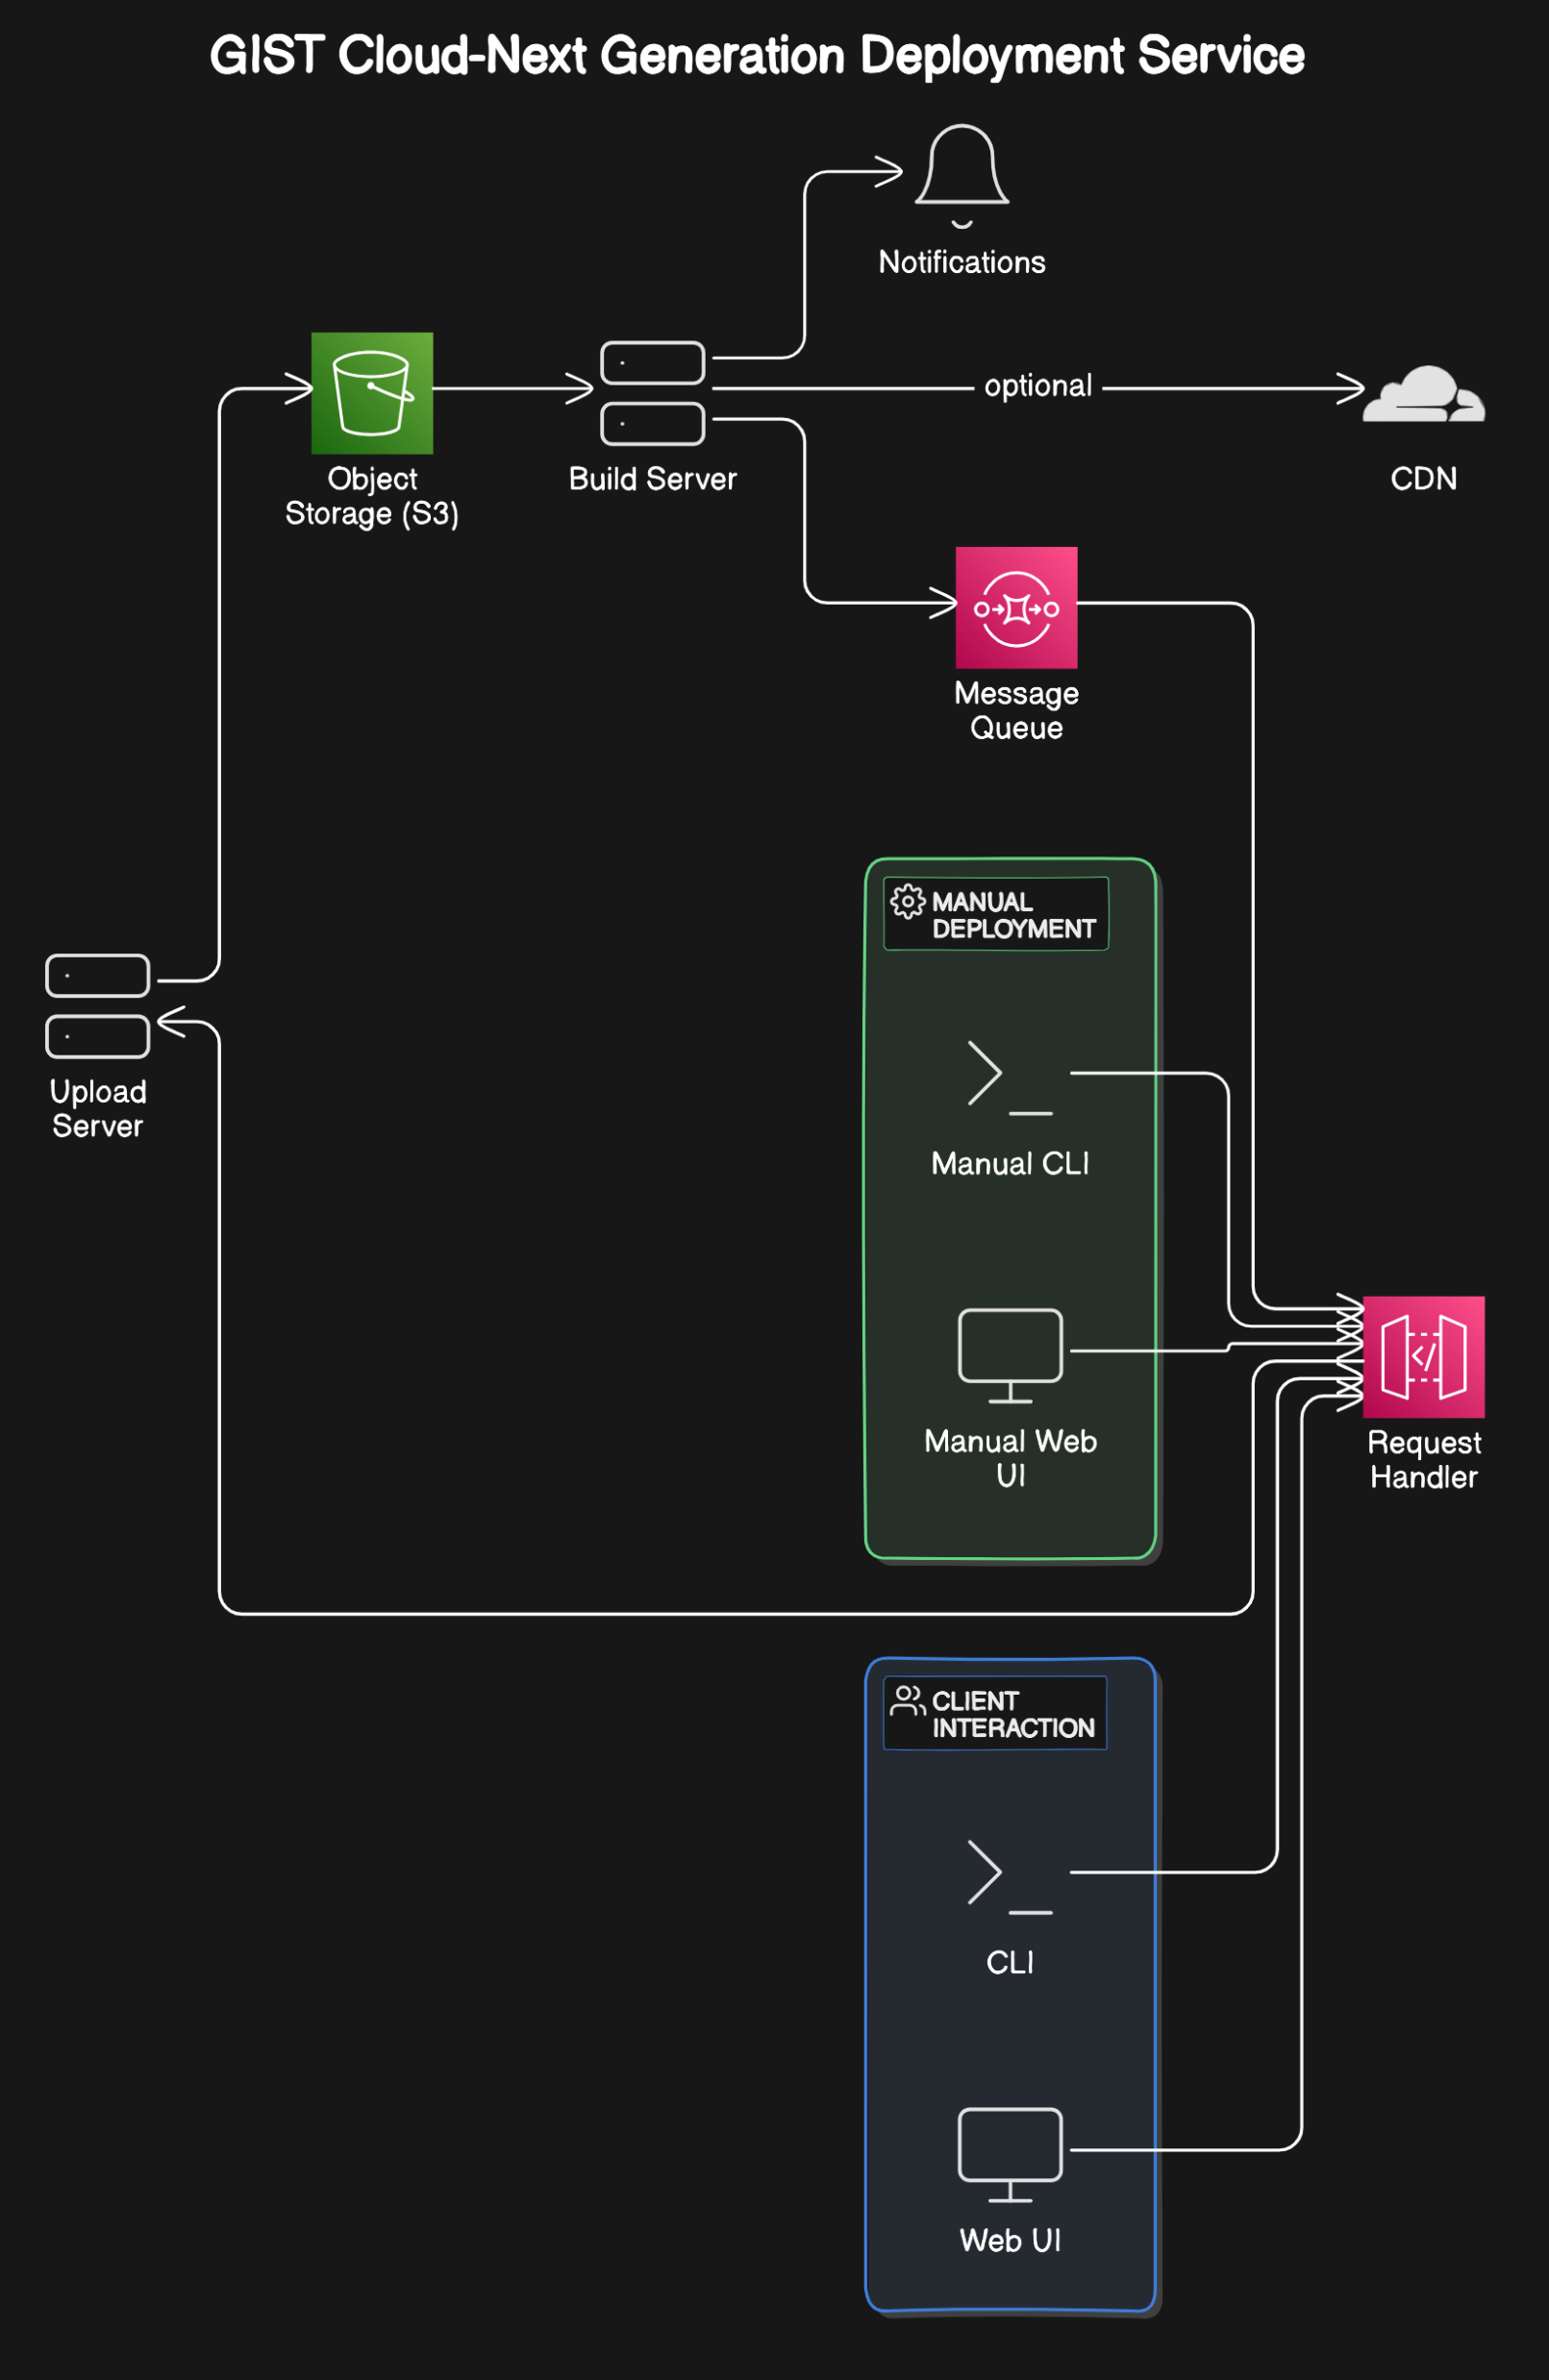 GIST Cloud-Next Generation Deployment Service
Notifications
optional
Object
Storage (S3)
Build Server
CDN
Message
Queue
MANUAL
DEPLOYMENT
Upload
Server
Manual CLI
Manual Web
UI
Request
Handler
CLIENT
INTERACTION
CLI
Web UI